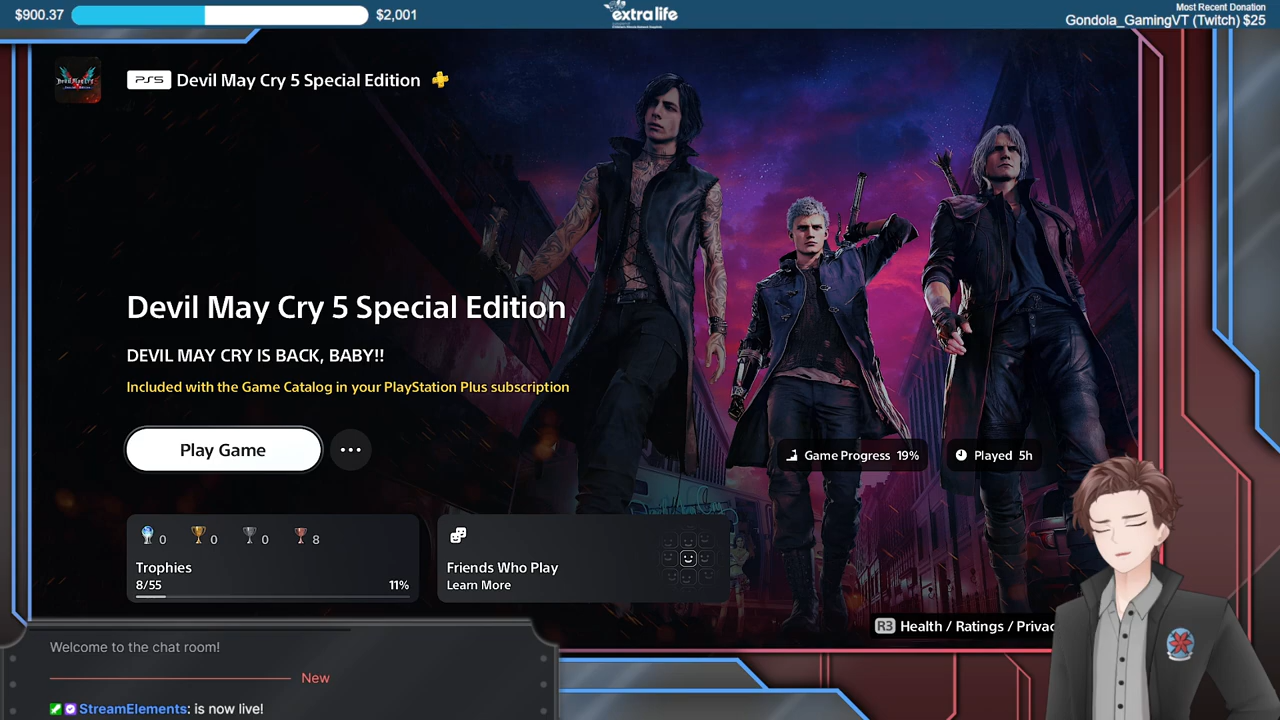 $900.37
$2,001
extra life
Most Recent Donation
Gondola_GamingVT (Twitch) $25
PS5 Devil May Cry 5 Special Edition
Devil May Cry 5 Special Edition
DEVIL MAY CRY IS BACK, BABY!!
Included with the Game Catalog in your PlayStation Plus subscription
Play Game
Game Progress 19%
Played 5h
0 0 0 8
Trophies
8/55 11%
Friends Who Play
Learn More
R3 Health / Ratings / Privac
Welcome to the chat room!
New
StreamElements: is now live!